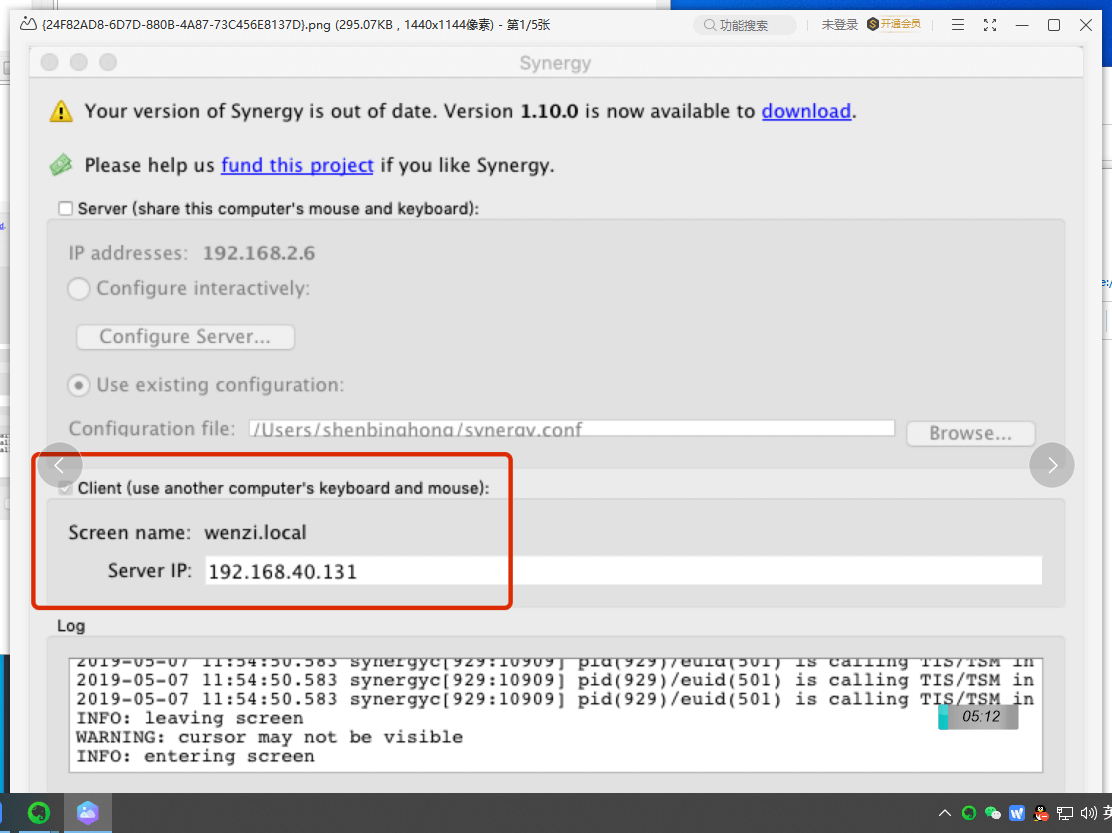 {24F82AD8-6D7D-880B-4A87-73C456E8137D}.png (295.07KB , 1440x1144像素) - 第1/5张
功能搜索
未登录
开通会员
Synergy
Your version of Synergy is out of date. Version 1.10.0 is now available to download.
Please help us fund this project if you like Synergy.
Server (share this computer's mouse and keyboard):
IP addresses: 192.168.2.6
Configure interactively:
Configure Server...
Use existing configuration:
Configuration file: /Users/shenbinghong/synergy.conf
Browse...
Client (use another computer's keyboard and mouse):
Screen name: wenzi.local
Server IP: 192.168.40.131
Log
2019-05-07 11:54:50.583 synergyc[929:10909] pid(929)/euid(501) is calling TIS/TSM in
2019-05-07 11:54:50.583 synergyc[929:10909] pid(929)/euid(501) is calling TIS/TSM in
2019-05-07 11:54:50.583 synergyc[929:10909] pid(929)/euid(501) is calling TIS/TSM in
INFO: leaving screen
WARNING: cursor may not be visible
INFO: entering screen
05:12
英